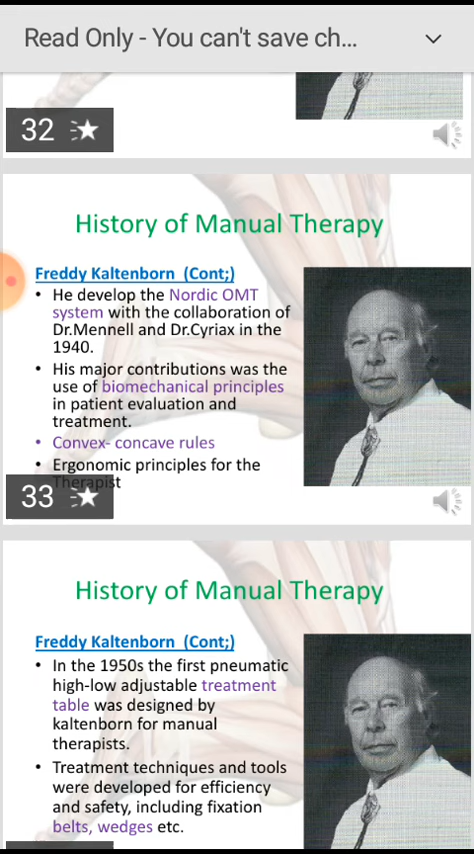 Read Only - You can't save ch...
32
History of Manual Therapy
Freddy Kaltenborn (Cont;)
• He develop the Nordic OMT
system with the collaboration of
Dr.Mennell and Dr.Cyriax in the
1940.
• His major contributions was the
use of biomechanical principles
in patient evaluation and
treatment.
• Convex- concave rules
• Ergonomic principles for the
Therapist
33
History of Manual Therapy
Freddy Kaltenborn (Cont;)
• In the 1950s the first pneumatic
high-low adjustable treatment
table was designed by
kaltenborn for manual
therapists.
• Treatment techniques and tools
were developed for efficiency
and safety, including fixation
belts, wedges etc.